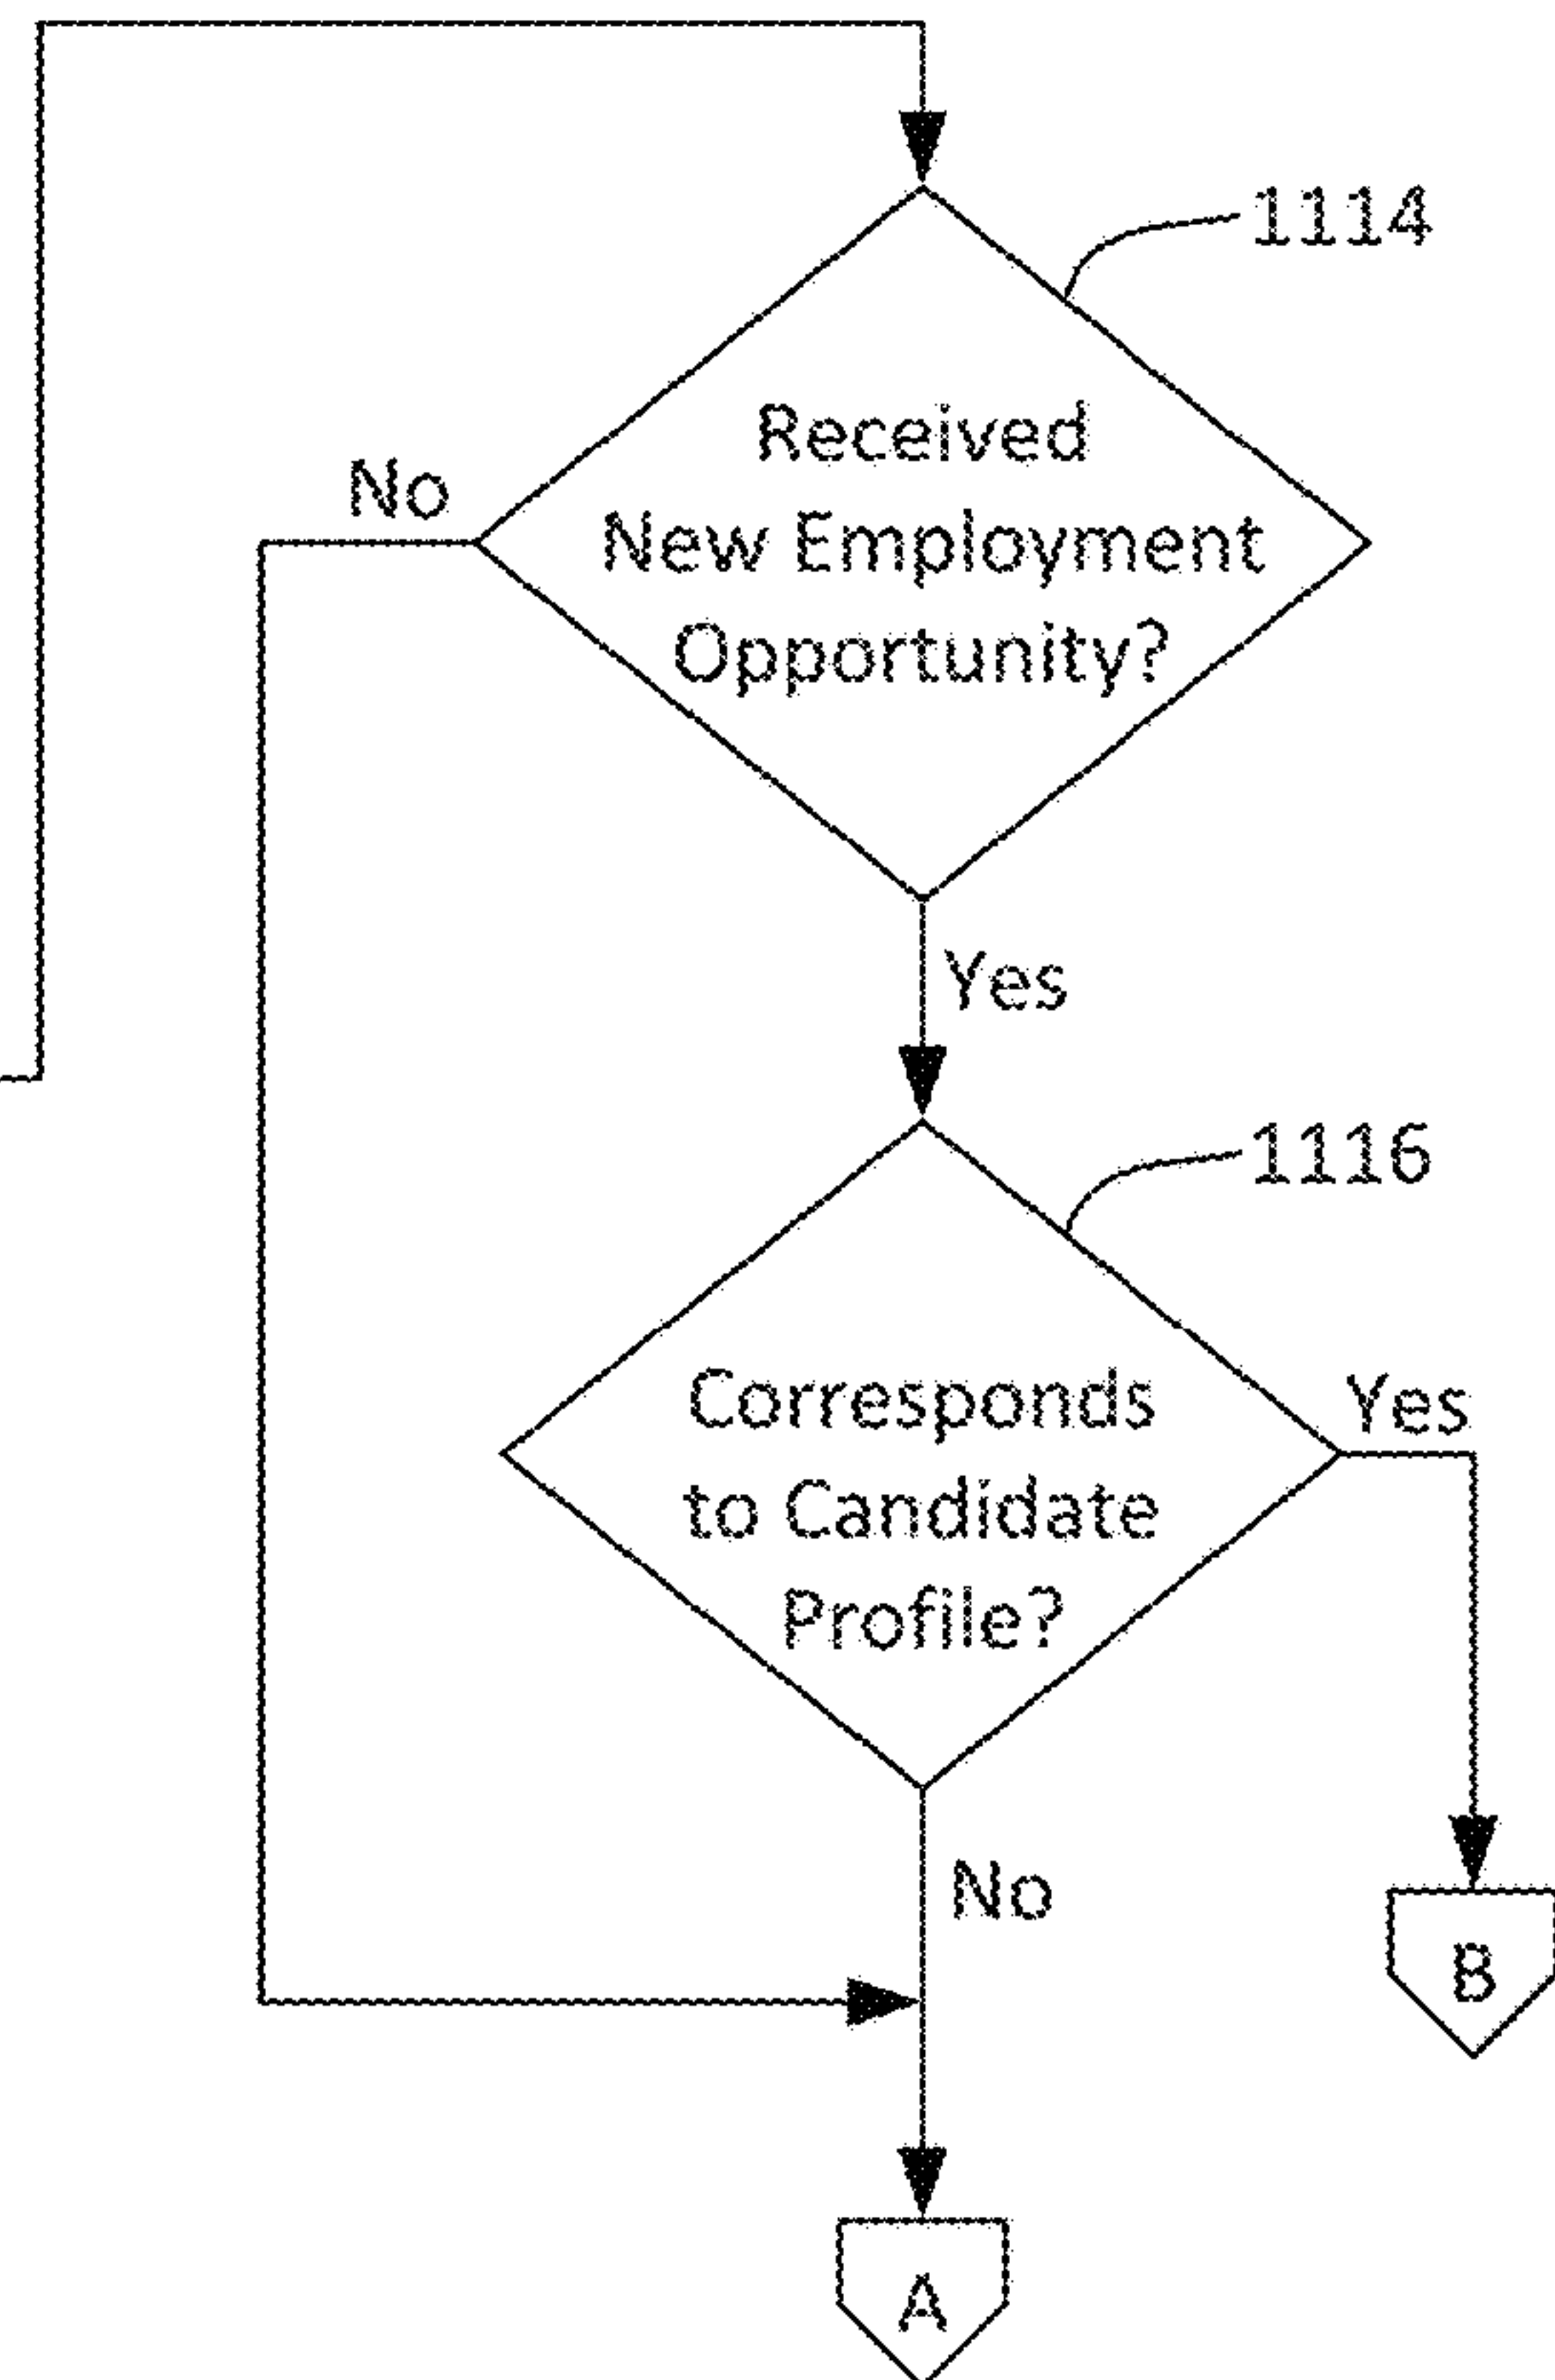 1114
Received
No
New Employment
Opportunity?
Yes
1116
Corresponds
Yes
to Candidate
Profile?
No
B
A